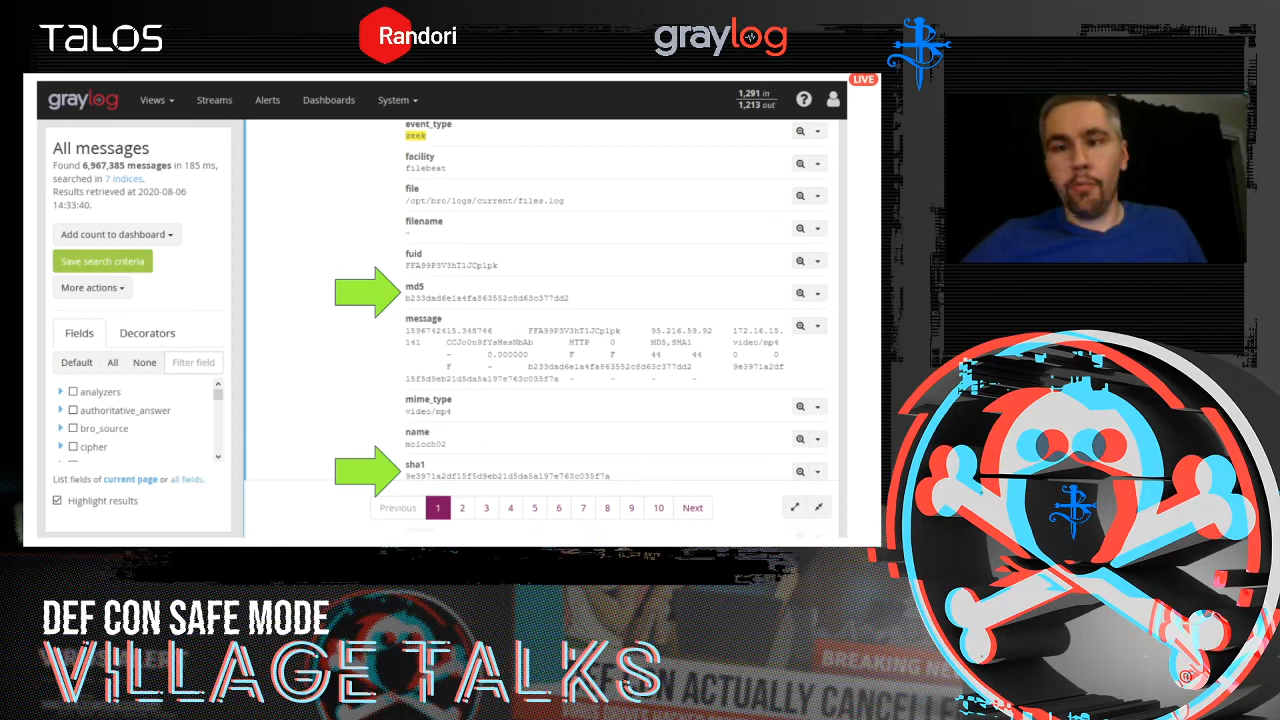 TALOS
Randori
graylog
LIVE
graylog
Views
Streams
Alerts
Dashboards
System
1,291 in
1,213 out
All messages
Found 6,967,385 messages in 185 ms,
searched in 7 indices.
Results retrieved at 2020-08-06
14:33:40.
Add count to dashboard
Save search criteria
More actions
Fields
Decorators
Default
All
None
Filter field
analyzers
authoritative_answer
bro_source
cipher
List fields of current page or all fields.
Highlight results
event_type
zeek
facility
filebeat
file
/opt/bro/logs/current/files.log
filename
-
fuid
FFA99P3V3hT1JCp1pk
md5
b233dad6e1a4fa863552c8d63c377dd2
message
1596742415.348746 FFA99P3V3hT1JCp1pk 95.216.59.92 172.16.15.
141 CCJo0n9fYsHesNbAb HTTP 0 MD5,SHA1 video/mp4
- 0.000000 F F 44 44 0 0
F - b233dad6e1a4fa863552c8d63c377dd2 9e3971a2df
15f5d9eb21d5da5a197e763c035f7a - - - -
mime_type
video/mp4
name
mcloch02
sha1
9e3971a2df15f5d9eb21d5da5a197e763c035f7a
Previous
1
2
3
4
5
6
7
8
9
10
Next
DEF CON SAFE MODE
VILLAGE TALKS
BREAKING NE
CON ACTUALLY CANCELLE